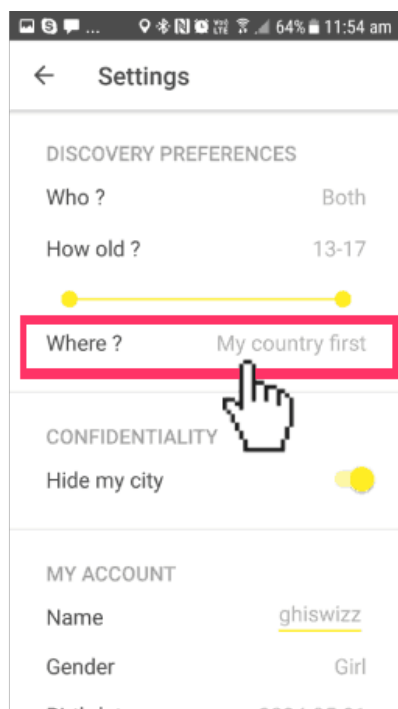 ... 64% 11:54 am
Settings
DISCOVERY PREFERENCES
Who ? Both
How old ? 13-17
Where ? My country first
CONFIDENTIALITY
Hide my city
MY ACCOUNT
Name ghiswizz
Gender Girl